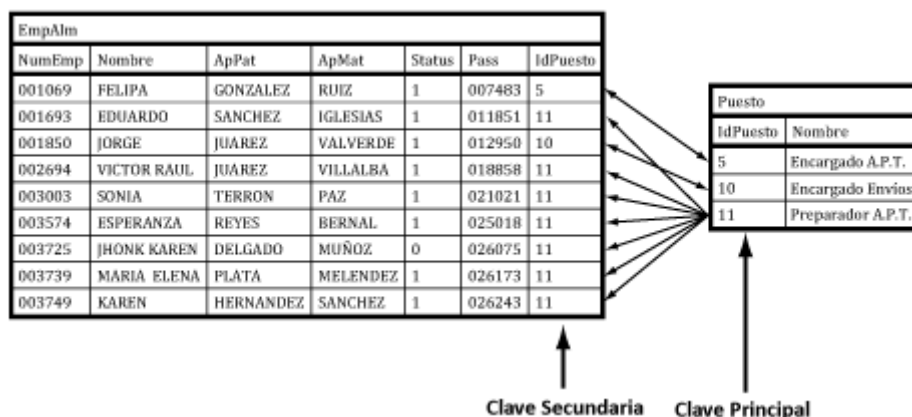 EmpAlm
NumEmp Nombre ApPat ApMat Status Pass IdPuesto
001069 FELIPA GONZALEZ RUIZ 1 007483 5
001693 EDUARDO SANCHEZ IGLESIAS 1 011851 11
001850 JORGE JUAREZ VALVERDE 1 012950 10
002694 VICTOR RAUL JUAREZ VILLALBA 1 018858 11
003003 SONIA TERRON PAZ 1 021021 11
003574 ESPERANZA REYES BERNAL 1 025018 11
003725 JHONK KAREN DELGADO MUÑOZ 0 026075 11
003739 MARIA ELENA PLATA MELENDEZ 1 026173 11
003749 KAREN HERNANDEZ SANCHEZ 1 026243 11
Puesto
IdPuesto Nombre
5 Encargado A.P.T.
10 Encargado Envíos
11 Preparador A.P.T.
Clave Secundaria Clave Principal